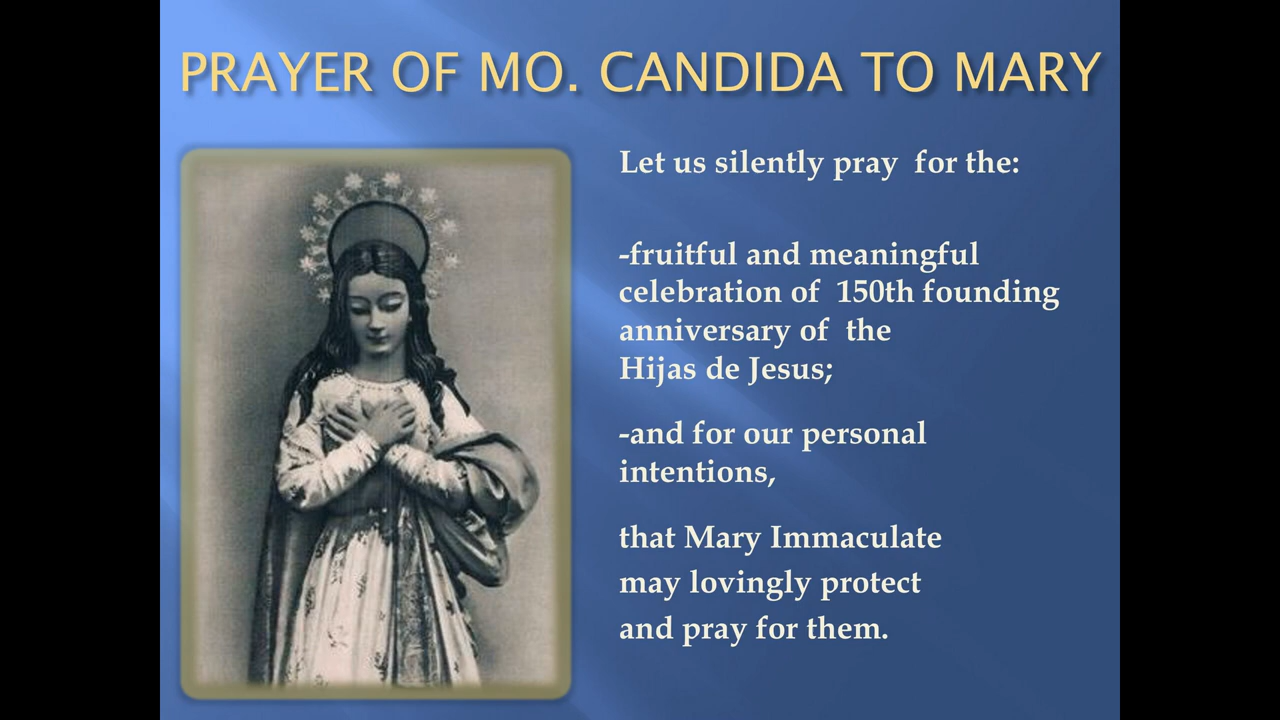 PRAYER OF MO. CANDIDA TO MARY
Let us silently pray  for the:
-fruitful and meaningful
celebration of  150th founding
anniversary of  the
Hijas de Jesus;
-and for our personal
intentions,
that Mary Immaculate
may lovingly protect
and pray for them.